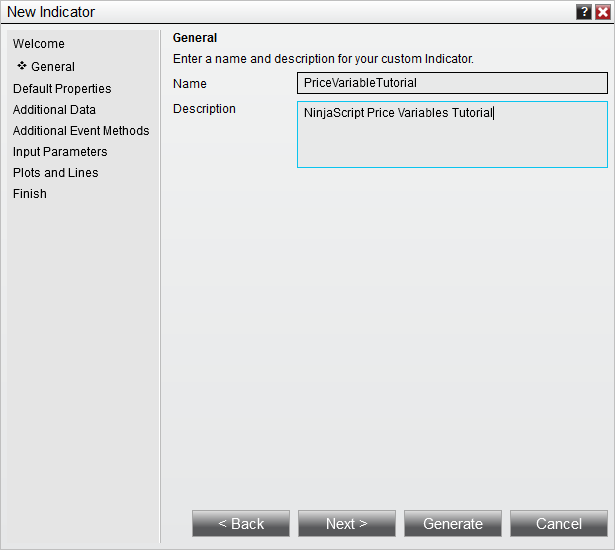 New Indicator
?
Welcome
General
Default Properties
Additional Data
Additional Event Methods
Input Parameters
Plots and Lines
Finish
General
Enter a name and description for your custom Indicator.
Name PriceVariableTutorial
Description NinjaScript Price Variables Tutorial
< Back Next > Generate Cancel